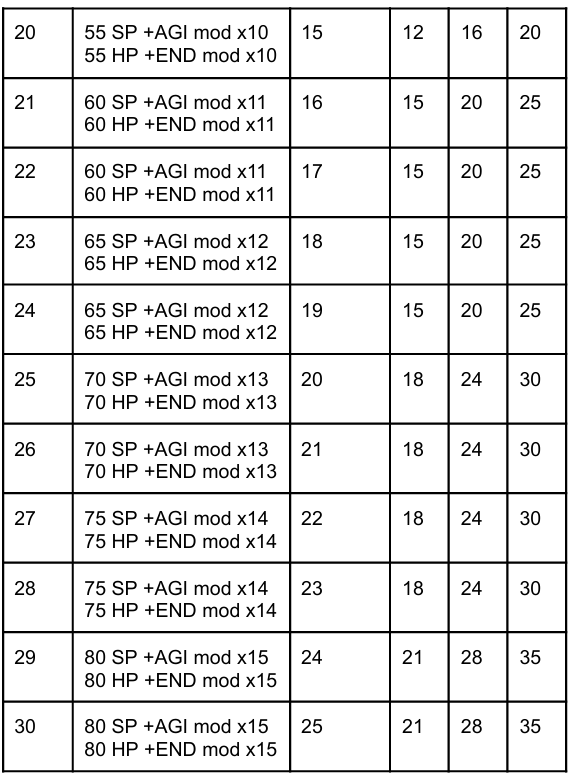 20 55 SP +AGI mod x10 15 12 16 20
55 HP +END mod x10
21 60 SP +AGI mod x11 16 15 20 25
60 HP +END mod x11
22 60 SP +AGI mod x11 17 15 20 25
60 HP +END mod x11
23 65 SP +AGI mod x12 18 15 20 25
65 HP +END mod x12
24 65 SP +AGI mod x12 19 15 20 25
65 HP +END mod x12
25 70 SP +AGI mod x13 20 18 24 30
70 HP +END mod x13
26 70 SP +AGI mod x13 21 18 24 30
70 HP +END mod x13
27 75 SP +AGI mod x14 22 18 24 30
75 HP +END mod x14
28 75 SP +AGI mod x14 23 18 24 30
75 HP +END mod x14
29 80 SP +AGI mod x15 24 21 28 35
80 HP +END mod x15
30 80 SP +AGI mod x15 25 21 28 35
80 HP +END mod x15